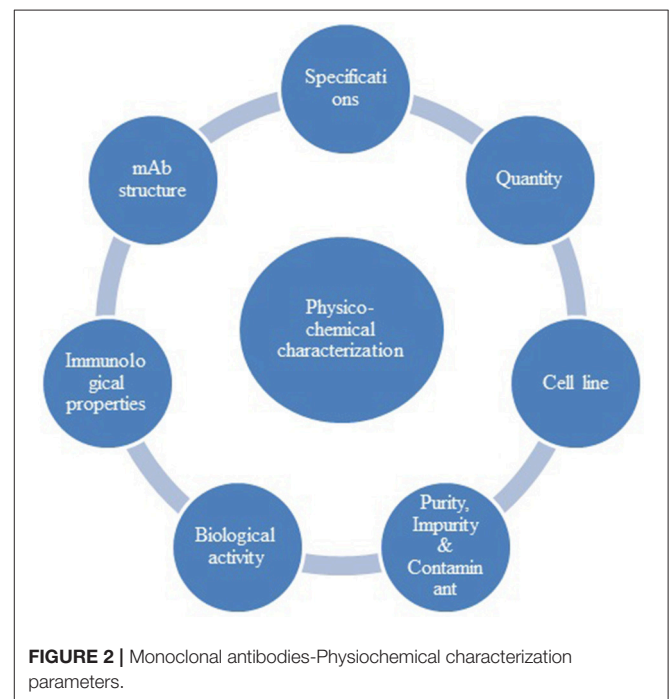 Specificati
ons
mAb
structure
Quantity
Physico-
chemical
characterization
Immunolo
gical
properties
Cell line
Biological
activity
Purity,
Impurity
&
Contamin
ant
FIGURE 2 | Monoclonal antibodies-Physiochemical characterization
parameters.